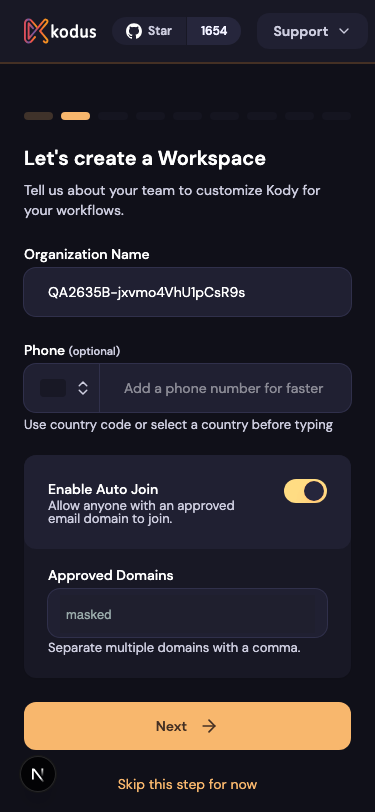 kodus
Star 1654
Support
Let's create a Workspace
Tell us about your team to customize Kody for
your workflows.
Organization Name
QA2635B-jxvmo4VhU1pCsR9s
Phone (optional)
Add a phone number for faster
Use country code or select a country before typing
Enable Auto Join
Allow anyone with an approved
email domain to join.
Approved Domains
masked
Separate multiple domains with a comma.
Next
N
Skip this step for now